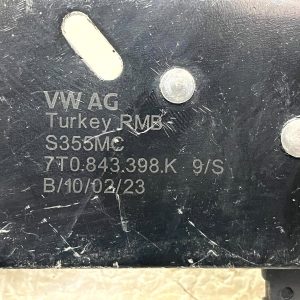 VW AG
Turkey RMB
S355MC
7T0.843.398.K 9/S
B/10/02/23